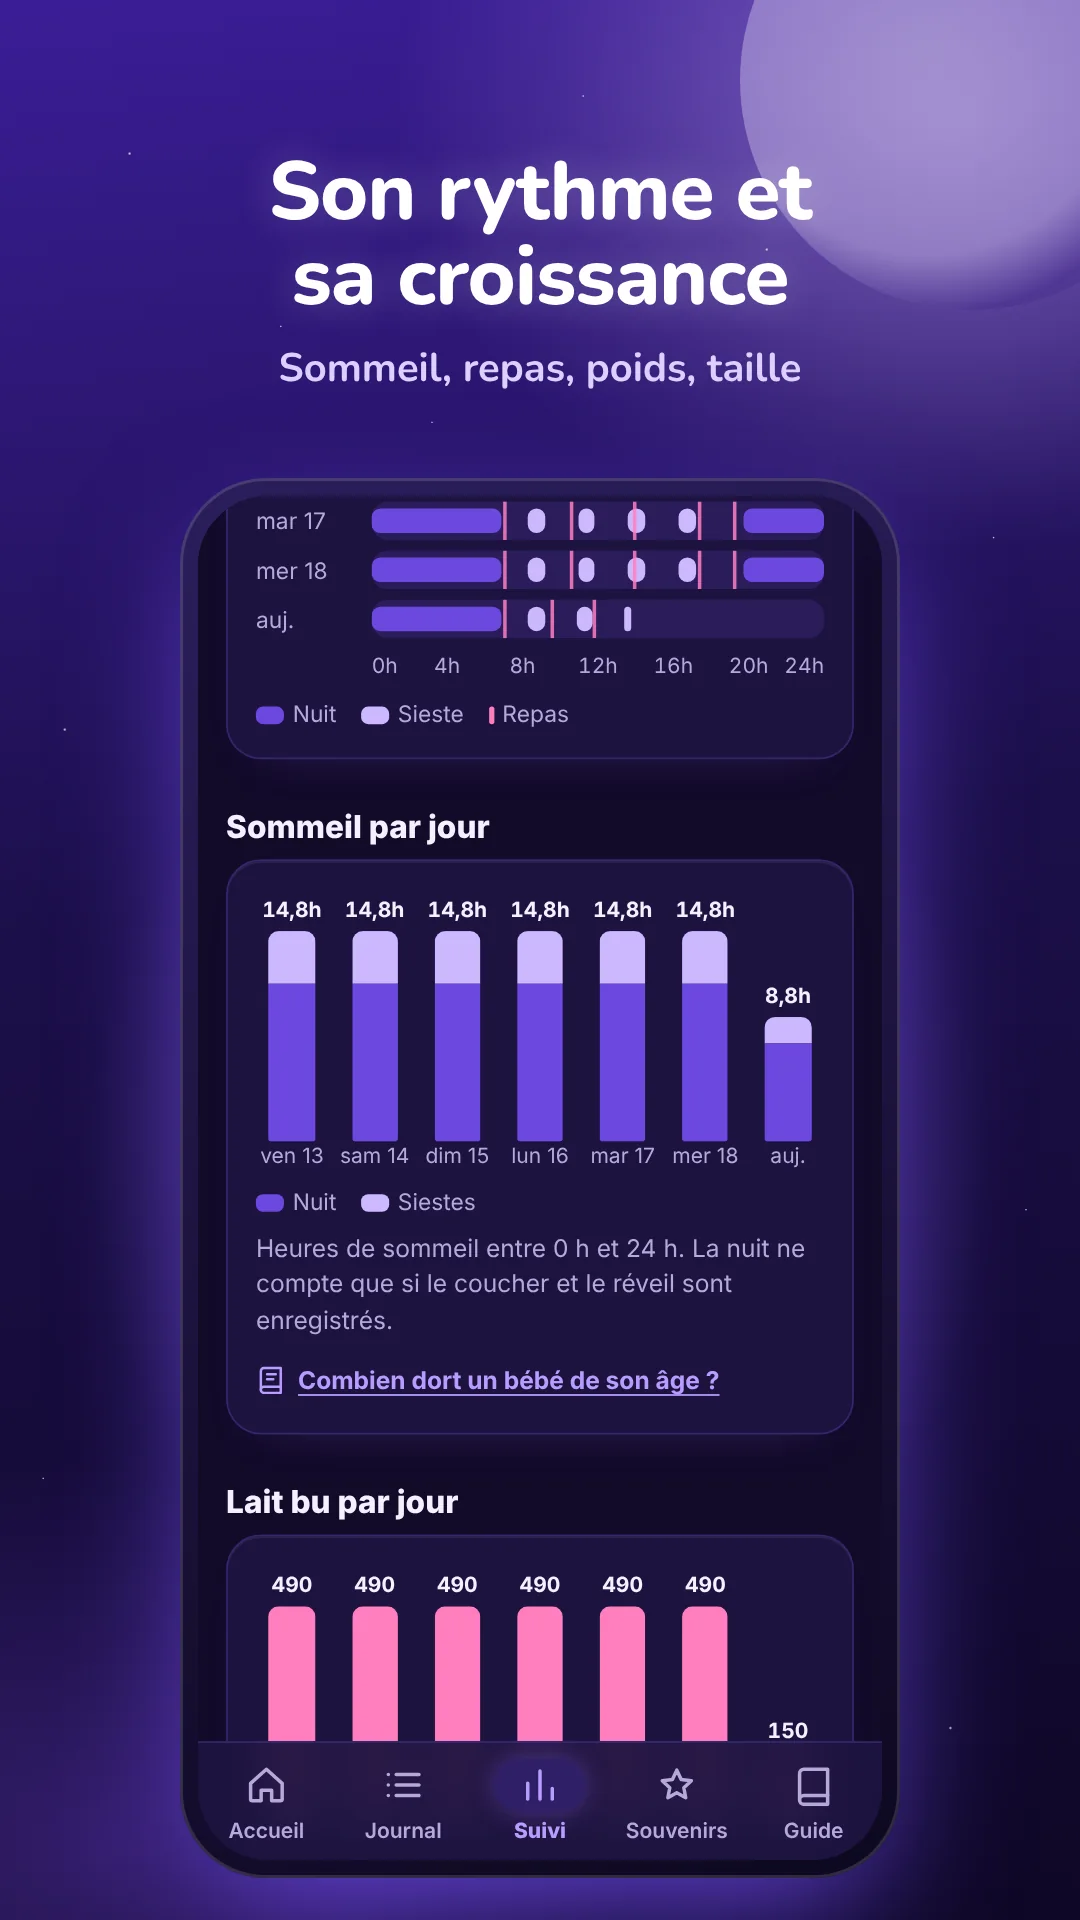 Son rythme et
sa croissance
Sommeil, repas, poids, taille
mar 17
mer 18
auj.
0h 4h 8h 12h 16h 20h 24h
Nuit Sieste Repas
Sommeil par jour
14,8h 14,8h 14,8h 14,8h 14,8h 14,8h
8,8h
ven 13 sam 14 dim 15 lun 16 mar 17 mer 18 auj.
Nuit Siestes
Heures de sommeil entre 0 h et 24 h. La nuit ne
compte que si le coucher et le réveil sont
enregistrés.
Combien dort un bébé de son âge ?
Lait bu par jour
490 490 490 490 490 490
150
Accueil Journal Suivi Souvenirs Guide